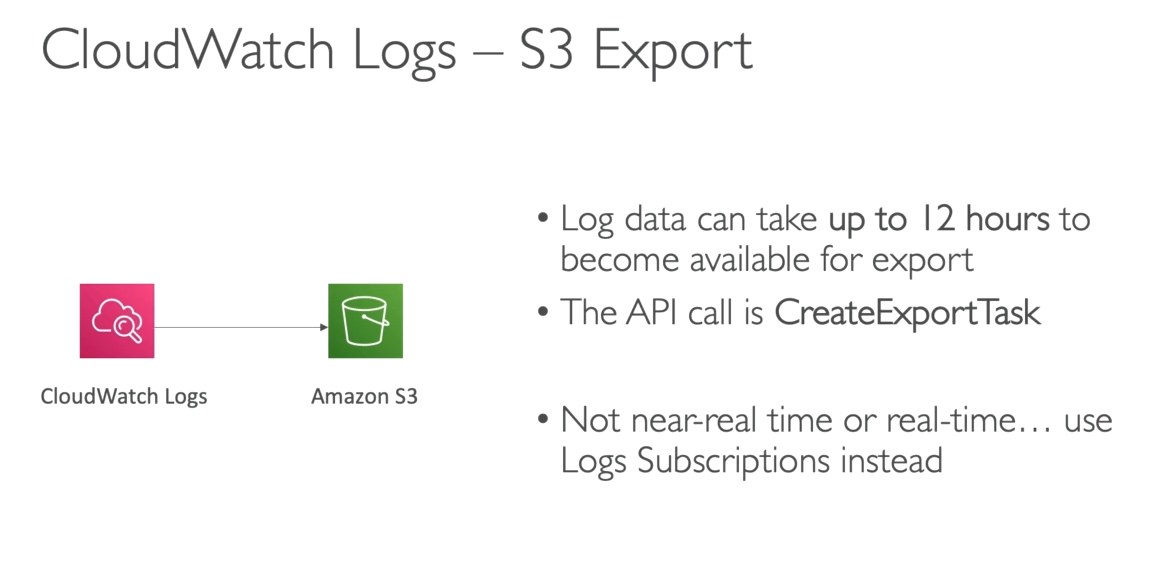 CloudWatch Logs – S3 Export
• Log data can take up to 12 hours to
become available for export
• The API call is CreateExportTask
CloudWatch Logs
Amazon S3
• Not near-real time or real-time… use
Logs Subscriptions instead